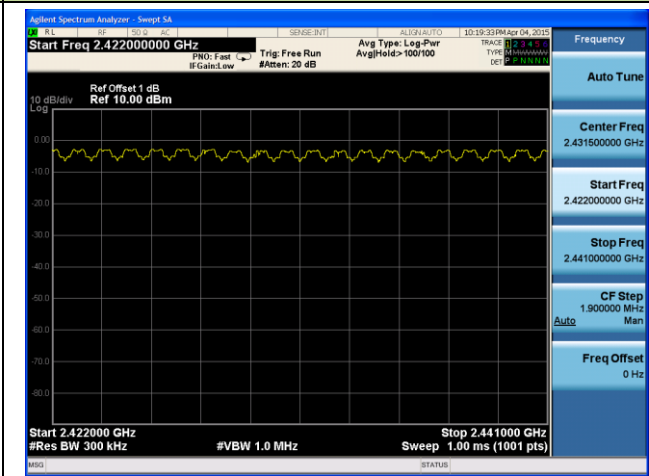 Agilent Spectrum Analyzer - Swept SA
RL RF 50 Ω AC SENSE:INT ALIGN AUTO 10:19:33 PM Apr 04, 2015
Start Freq 2.422000000 GHz
PNO: Fast
IFGain:Low
Trig: Free Run
#Atten: 20 dB
Avg Type: Log-Pwr
Avg|Hold:>100/100
TRACE 1 2 3 4 5 6
TYPE
DET P P N N N N
Ref Offset 1 dB
10 dB/div Ref 10.00 dBm
Log
0.00
-10.0
-20.0
-30.0
-40.0
-50.0
-60.0
-70.0
-80.0
Start 2.422000 GHz Stop 2.441000 GHz
#Res BW 300 kHz #VBW 1.0 MHz Sweep 1.00 ms (1001 pts)
MSG STATUS
Frequency
Auto Tune
Center Freq
2.431500000 GHz
Start Freq
2.422000000 GHz
Stop Freq
2.441000000 GHz
CF Step
1.900000 MHz
Auto Man
Freq Offset
0 Hz